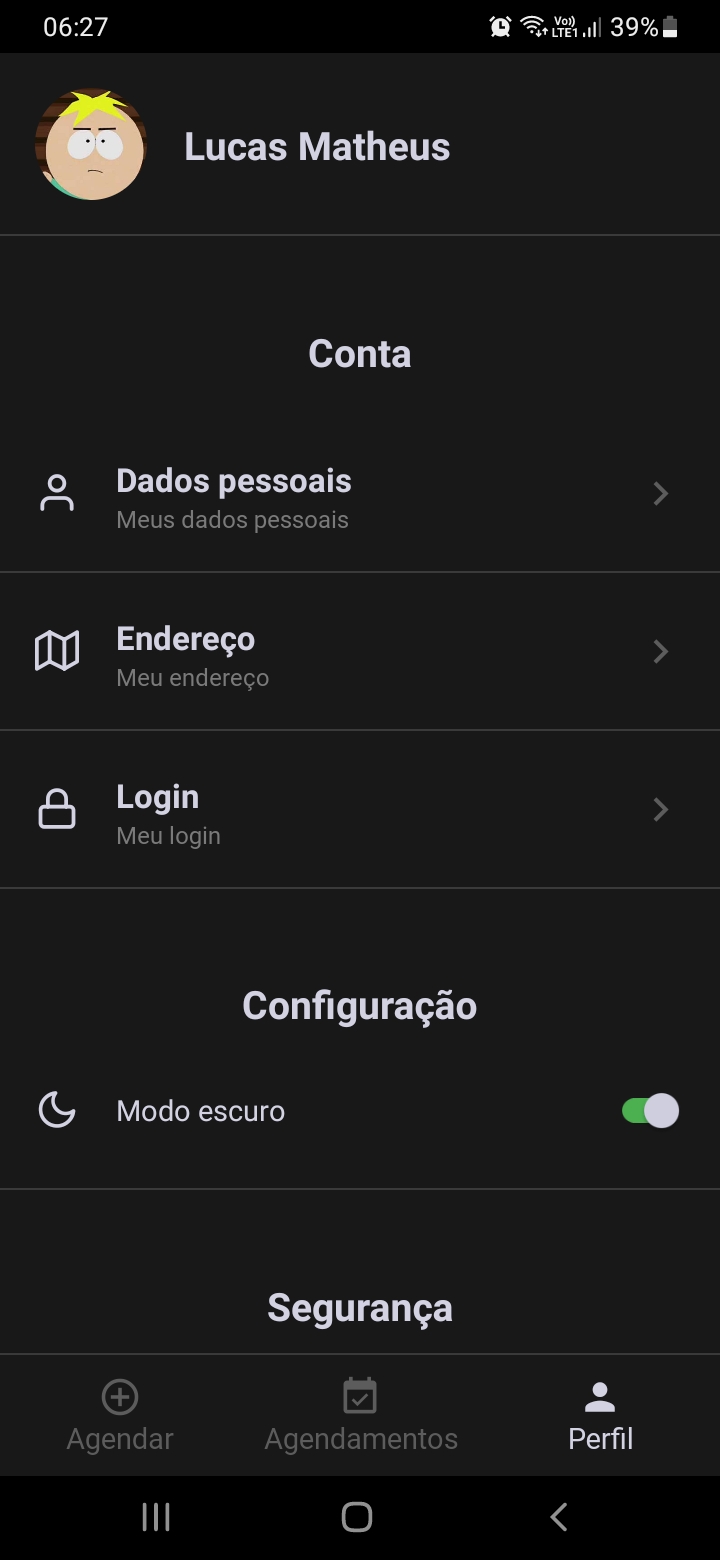 06:27
Vo)) LTE1 39%
Lucas Matheus
Conta
Dados pessoais
Meus dados pessoais
Endereço
Meu endereço
Login
Meu login
Configuração
Modo escuro
Segurança
Agendar
Agendamentos
Perfil